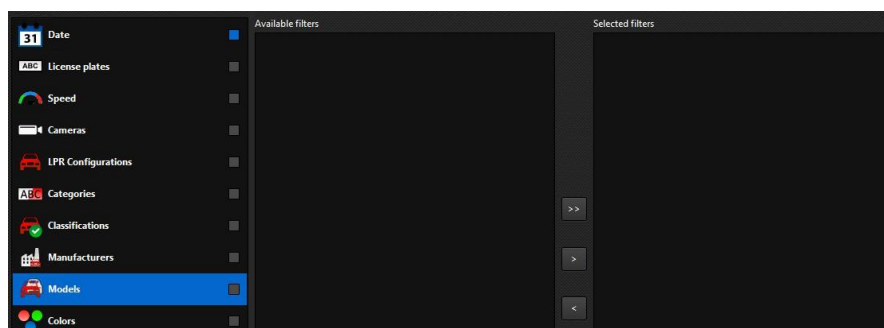 Available filters
Selected filters
31 Date
ABC License plates
Speed
Cameras
LPR Configurations
ABC Categories
Classifications
Manufacturers
Models
Colors
>>
>
<